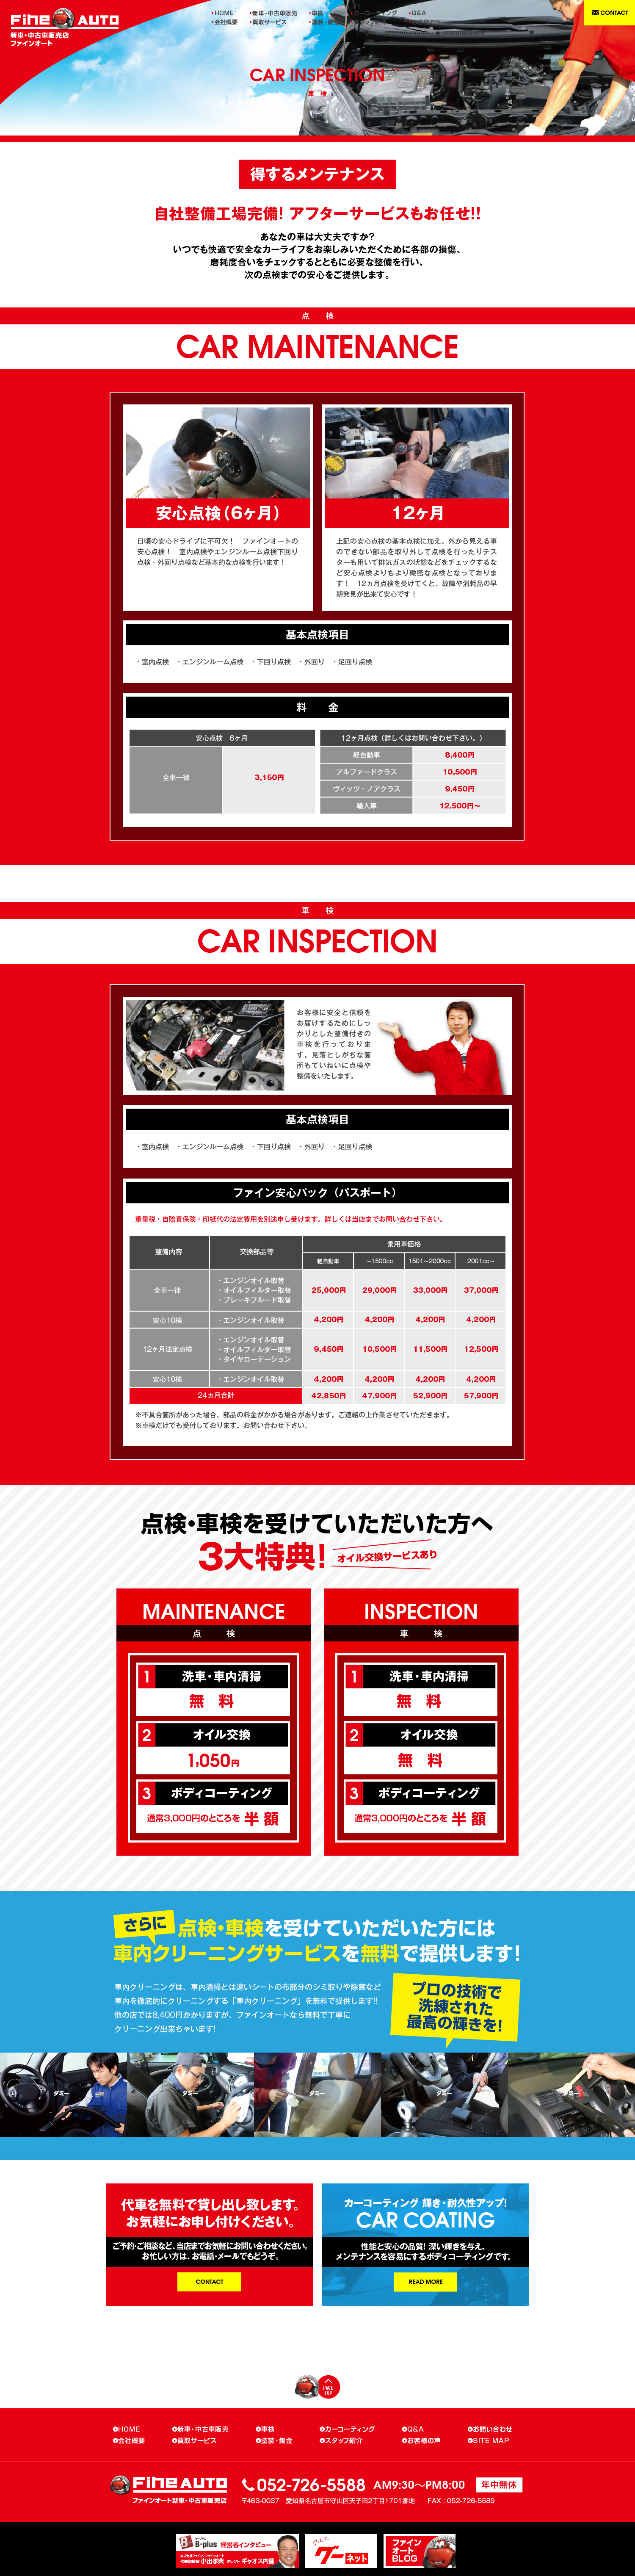 Fine AUTO
新車・中古車販売店
ファインオート
HOME
新車・中古車販売
車検
カーコーティング
Q&A
会社概要
買取サービス
CONTACT
CAR INSPECTION
車 検
得するメンテナンス
自社整備工場完備! アフターサービスもお任せ!!
あなたの車は大丈夫ですか?
いつでも快適で安全なカーライフをお楽しみいただくために各部の損傷、
磨耗度合いをチェックするとともに必要な整備を行い、
次の点検までの安心をご提供します。
点 検
CAR MAINTENANCE
安心点検(6ヶ月)
日頃の安心ドライブに不可欠! ファインオートの
安心点検! 室内点検やエンジンルーム点検下回り
点検・外回り点検など基本的な点検を行います!
12ヶ月
上記の安心点検の基本点検に加え、外から見える事
のできない部品を取り外して点検を行ったりテス
ターも用いて排気ガスの状態などをチェックするな
ど安心点検よりもより緻密な点検となっておりま
す! 12ヵ月点検を受けてくと、故障や消耗品の早
期発見が出来て安心です!
基本点検項目
・室内点検 ・エンジンルーム点検 ・下回り点検 ・外回り ・足回り点検
料 金
安心点検 6ヶ月
全車一律 3,150円
12ヶ月点検(詳しくはお問い合わせ下さい。)
軽自動車 8,400円
アルファードクラス 10,500円
ヴィッツ・ノアクラス 9,450円
輸入車 12,500円~
車 検
CAR INSPECTION
お客様に安全と信頼を
お届けするためにしっ
かりとした整備付きの
車検を行っておりま
す。見落としがちな箇
所もていねいに点検や
整備をいたします。
基本点検項目
・室内点検 ・エンジンルーム点検 ・下回り点検 ・外回り ・足回り点検
ファイン安心パック(パスポート)
重量税・自賠責保険・印紙代の法定費用を別途申し受けます。詳しくは当店までお問い合わせ下さい。
整備内容 交換部品等 乗用車価格
軽自動車 ~1500cc 1501~2000cc 2001cc~
全車一律
・エンジンオイル取替
・オイルフィルター取替
・ブレーキフルード取替
25,000円 29,000円 33,000円 37,000円
安心10検 ・エンジンオイル取替 4,200円 4,200円 4,200円 4,200円
12ヶ月法定点検
・エンジンオイル取替
・オイルフィルター取替
・タイヤローテーション
9,450円 10,500円 11,500円 12,500円
安心10検 ・エンジンオイル取替 4,200円 4,200円 4,200円 4,200円
24ヵ月合計 42,850円 47,900円 52,900円 57,900円
※不具合箇所があった場合、部品の料金がかかる場合があります。ご連絡の上作業させていただきます。
※車検だけでも受付しております。お問い合わせ下さい。
点検・車検を受けていただいた方へ
3大特典! オイル交換サービスあり
MAINTENANCE
点 検
1 洗車・車内清掃
無 料
2 オイル交換
1,050円
3 ボディコーティング
通常3,000円のところを 半額
INSPECTION
車 検
1 洗車・車内清掃
無 料
2 オイル交換
無 料
3 ボディコーティング
通常3,000円のところを 半額
さらに 点検・車検を受けていただいた方には
車内クリーニングサービスを無料で提供します!
車内クリーニングは、車内清掃とは違いシートの布部分のシミ取りや除菌など
車内を徹底的にクリーニングする「車内クリーニング」を無料で提供します!!
他の店では8,400円かかりますが、ファインオートなら無料で丁寧に
クリーニング出来ちゃいます!
プロの技術で
洗練された
最高の輝きを!
ダミー
ダミー
ダミー
ダミー
ダミー
代車を無料で貸し出し致します。
お気軽にお申し付けください。
ご予約・ご相談など、当店までお気軽にお問い合わせください。
お忙しい方は、お電話・メールでもどうぞ。
CONTACT
カーコーティング 輝き・耐久性アップ!
CAR COATING
性能と安心の品質! 深い輝きを与え、
メンテナンスを容易にするボディコーティングです。
READ MORE
PAGE
TOP
HOME
新車・中古車販売
車検
カーコーティング
Q&A
お問い合わせ
会社概要
買取サービス
塗装・鈑金
スタッフ紹介
お客様の声
SITE MAP
Fine AUTO
ファインオート新車・中古車販売店
052-726-5588 AM9:30~PM8:00 年中無休
〒463-0037 愛知県名古屋市守山区天子田2丁目1701番地 FAX : 052-726-5589
B-plus 経営者インタビュー
代表取締役 小出孝典 タレント ギャオス内藤
グーネット
ファイン
オート
BLOG